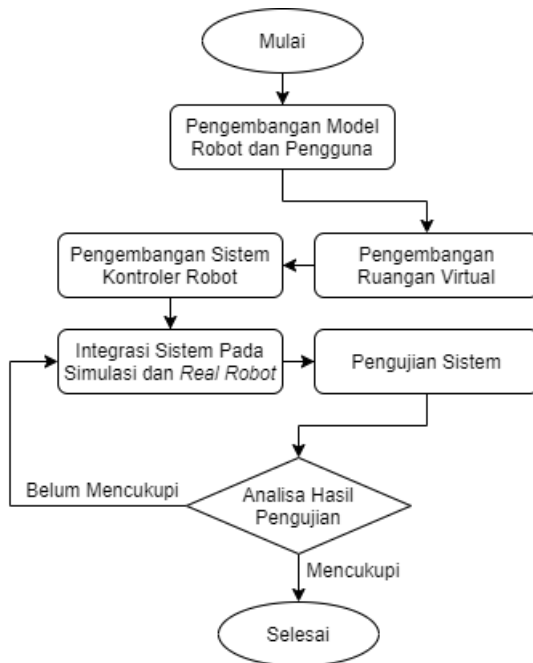 Mulai
Pengembangan Model
Robot dan Pengguna
Pengembangan
Ruangan Virtual
Pengembangan Sistem
Kontroler Robot
Integrasi Sistem Pada
Simulasi dan Real Robot
Pengujian Sistem
Analisa Hasil
Pengujian
Belum Mencukupi
Mencukupi
Selesai